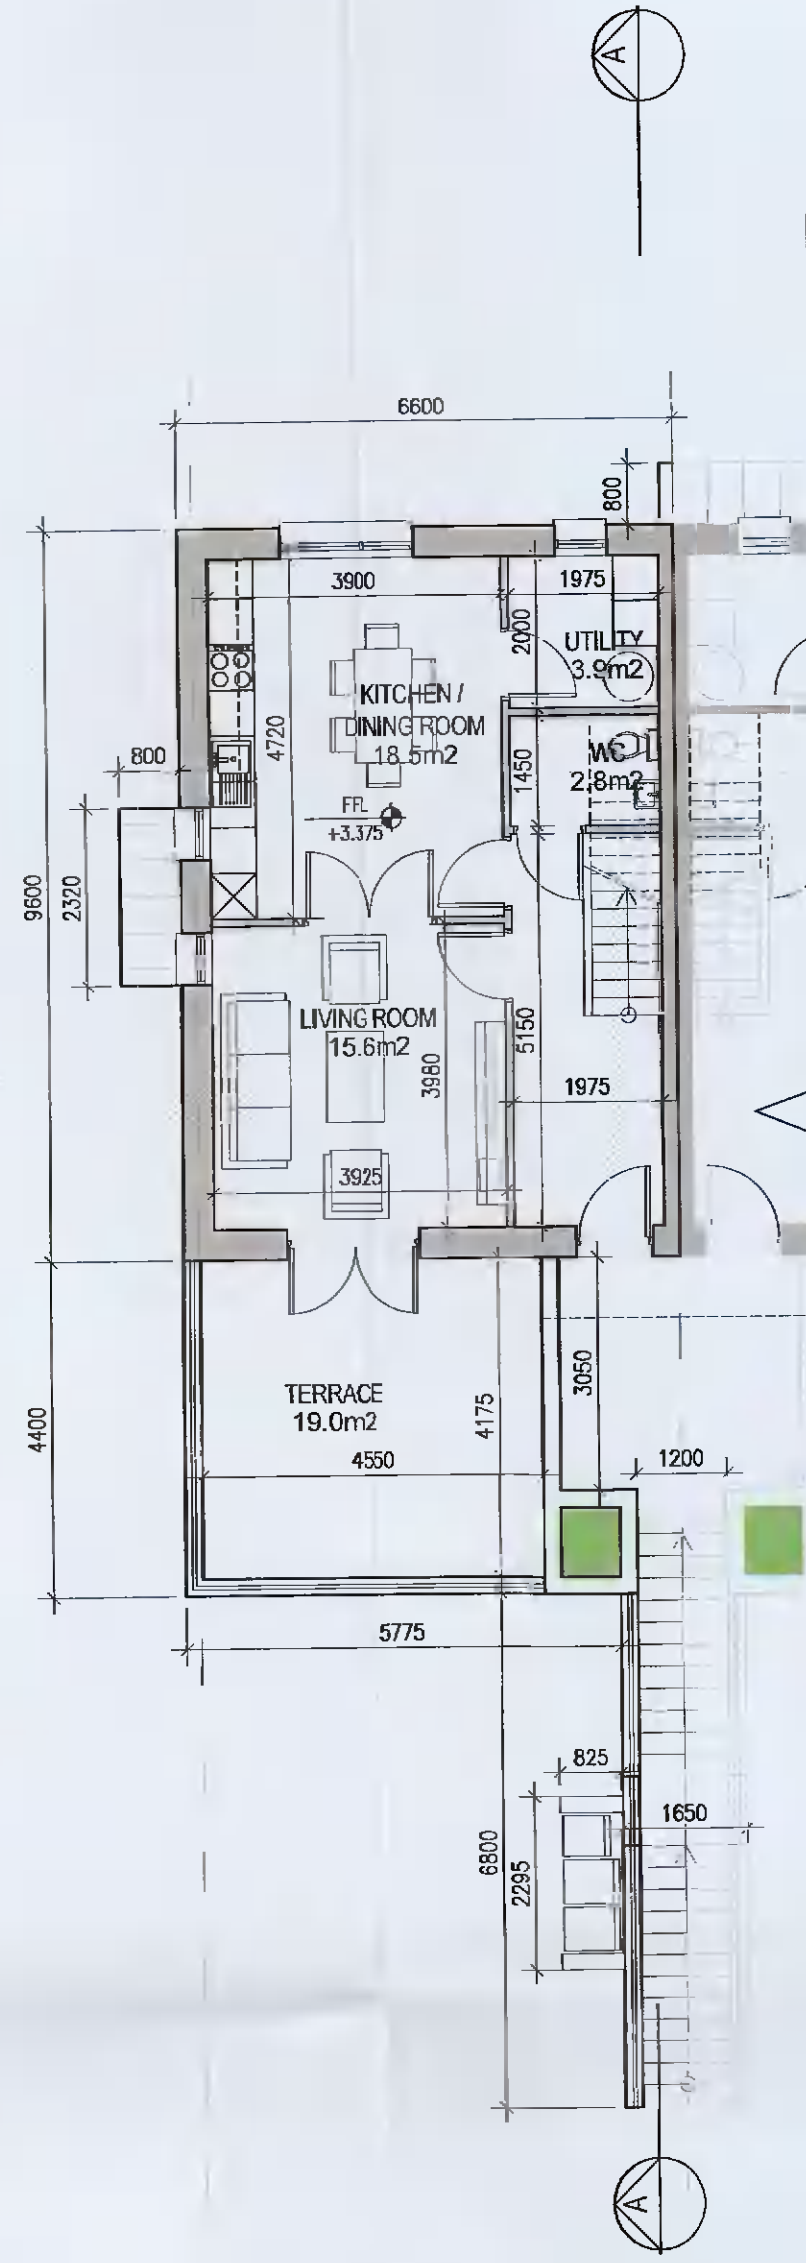 A
6600
800
3900
1975
2000
UTILITY
3.9m2
KITCHEN /
DINING ROOM
18.5m2
4720
800
WC
2.8m2
1450
FFL
+3.375
9600
2320
LIVING ROOM
15.6m2
5150
3980
1975
3925
TERRACE
19.0m2
3050
4175
4400
4550
1200
5775
825
1650
6800
2295
A